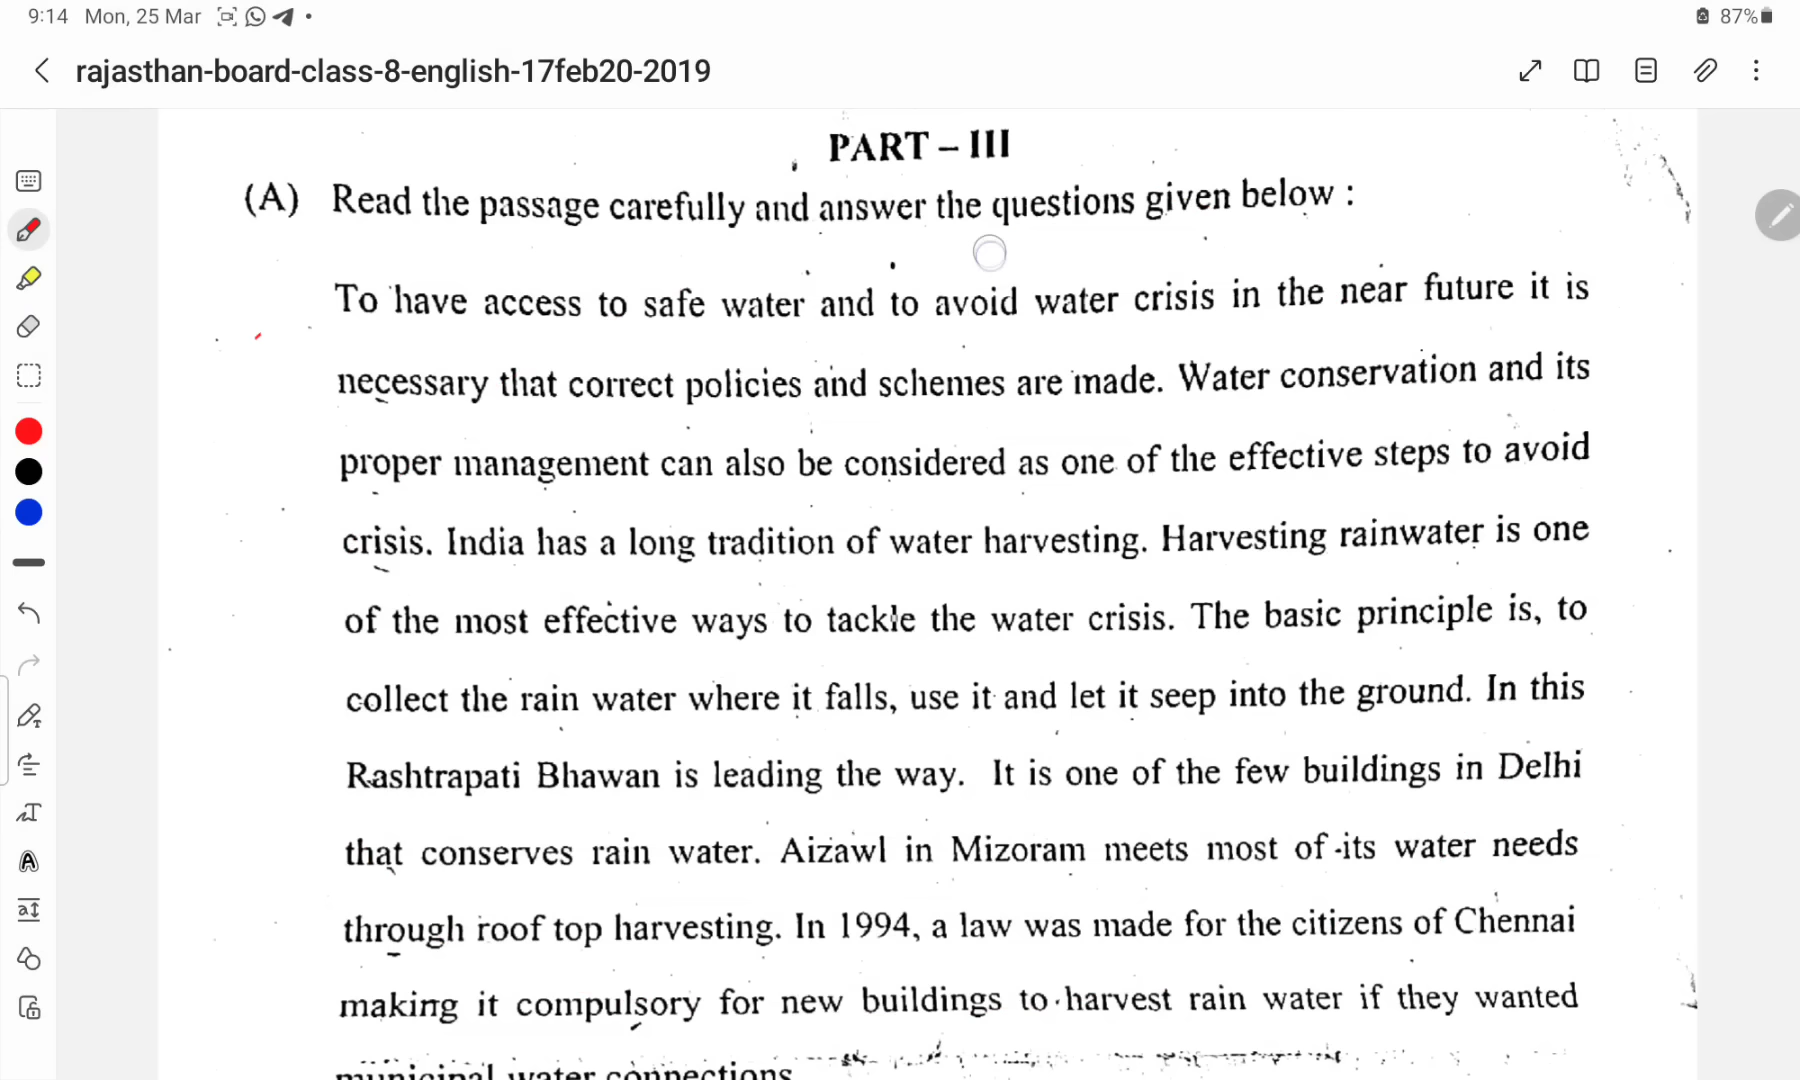 9:14 Mon, 25 Mar
87%
rajasthan-board-class-8-english-17feb20-2019
PART – III
(A) Read the passage carefully and answer the questions given below :
To have access to safe water and to avoid water crisis in the near future it is
necessary that correct policies and schemes are made. Water conservation and its
proper management can also be considered as one of the effective steps to avoid
crisis. India has a long tradition of water harvesting. Harvesting rainwater is one
of the most effective ways to tackle the water crisis. The basic principle is, to
collect the rain water where it falls, use it and let it seep into the ground. In this
Rashtrapati Bhawan is leading the way. It is one of the few buildings in Delhi
that conserves rain water. Aizawl in Mizoram meets most of its water needs
through roof top harvesting. In 1994, a law was made for the citizens of Chennai
making it compulsory for new buildings to harvest rain water if they wanted
municipal water connections